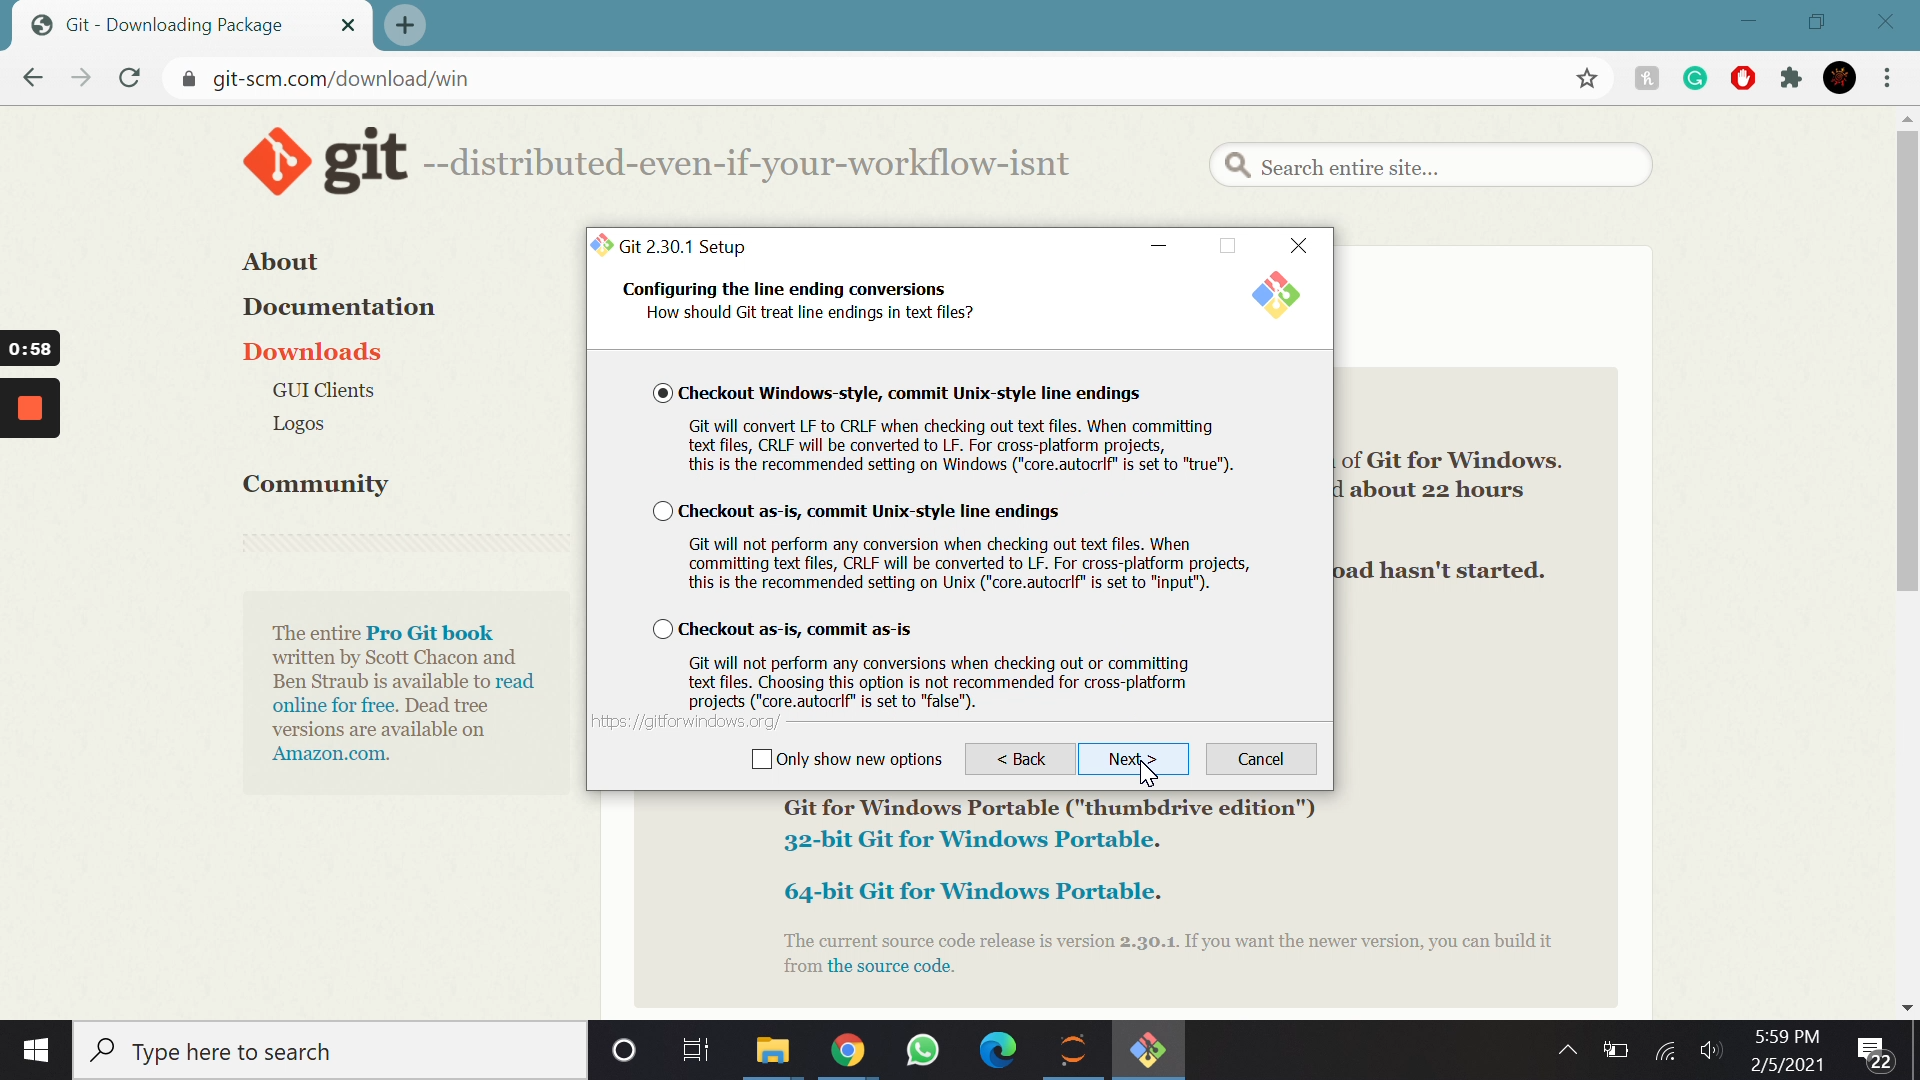 Git - Downloading Package
git-scm.com/download/win
git --distributed-even-if-your-workflow-isnt
Search entire site...
About
Documentation
Downloads
GUI Clients
Logos
Community
0:58
The entire Pro Git book
written by Scott Chacon and
Ben Straub is available to read
online for free. Dead tree
versions are available on
Amazon.com.
Git 2.30.1 Setup
Configuring the line ending conversions
How should Git treat line endings in text files?
Checkout Windows-style, commit Unix-style line endings
Git will convert LF to CRLF when checking out text files. When committing
text files, CRLF will be converted to LF. For cross-platform projects,
this is the recommended setting on Windows ("core.autocrlf" is set to "true").
Checkout as-is, commit Unix-style line endings
Git will not perform any conversion when checking out text files. When
committing text files, CRLF will be converted to LF. For cross-platform projects,
this is the recommended setting on Unix ("core.autocrlf" is set to "input").
Checkout as-is, commit as-is
Git will not perform any conversions when checking out or committing
text files. Choosing this option is not recommended for cross-platform
projects ("core.autocrlf" is set to "false").
https://gitforwindows.org/
Only show new options
< Back
Next >
Cancel
of Git for Windows.
about 22 hours
hasn't started.
Git for Windows Portable ("thumbdrive edition")
32-bit Git for Windows Portable.
64-bit Git for Windows Portable.
The current source code release is version 2.30.1. If you want the newer version, you can build it
from the source code.
Type here to search
5:59 PM
2/5/2021
22